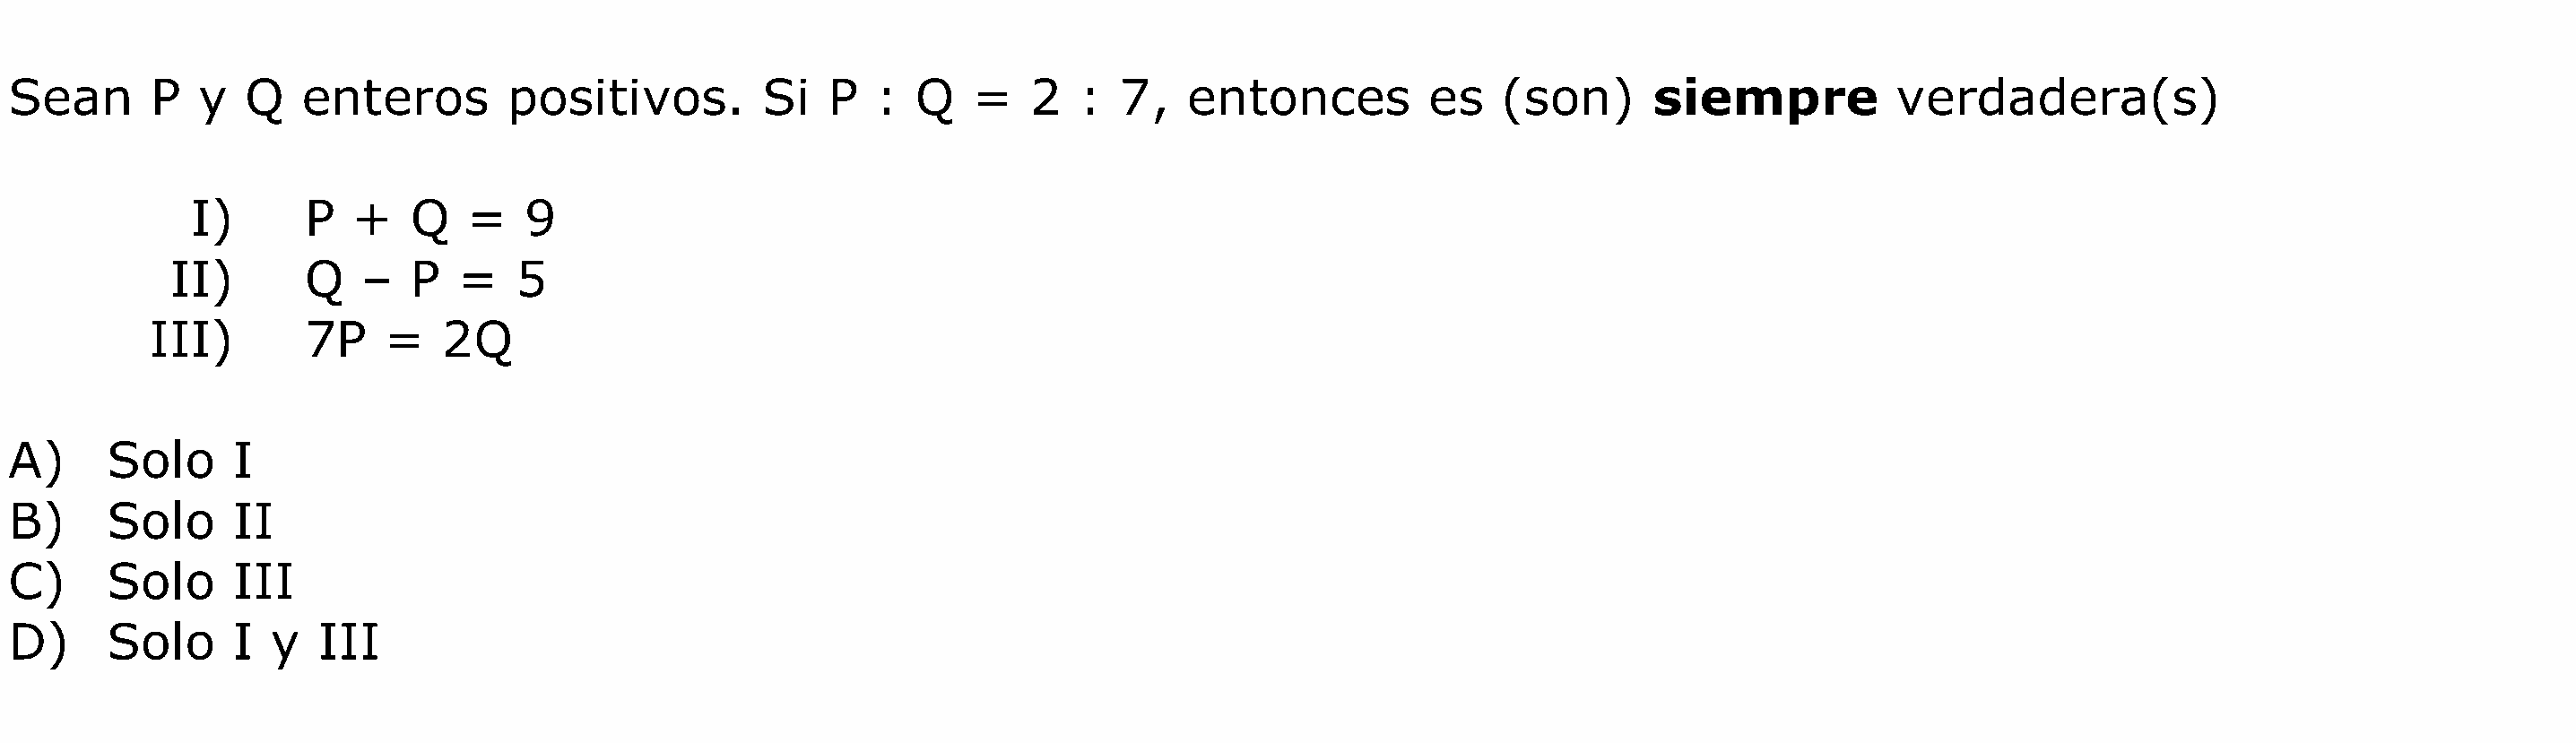 Sean P y Q enteros positivos. Si P : Q = 2 : 7, entonces es (son) siempre verdadera(s)
I) P + Q = 9
II) Q – P = 5
III) 7P = 2Q
A) Solo I
B) Solo II
C) Solo III
D) Solo I y III